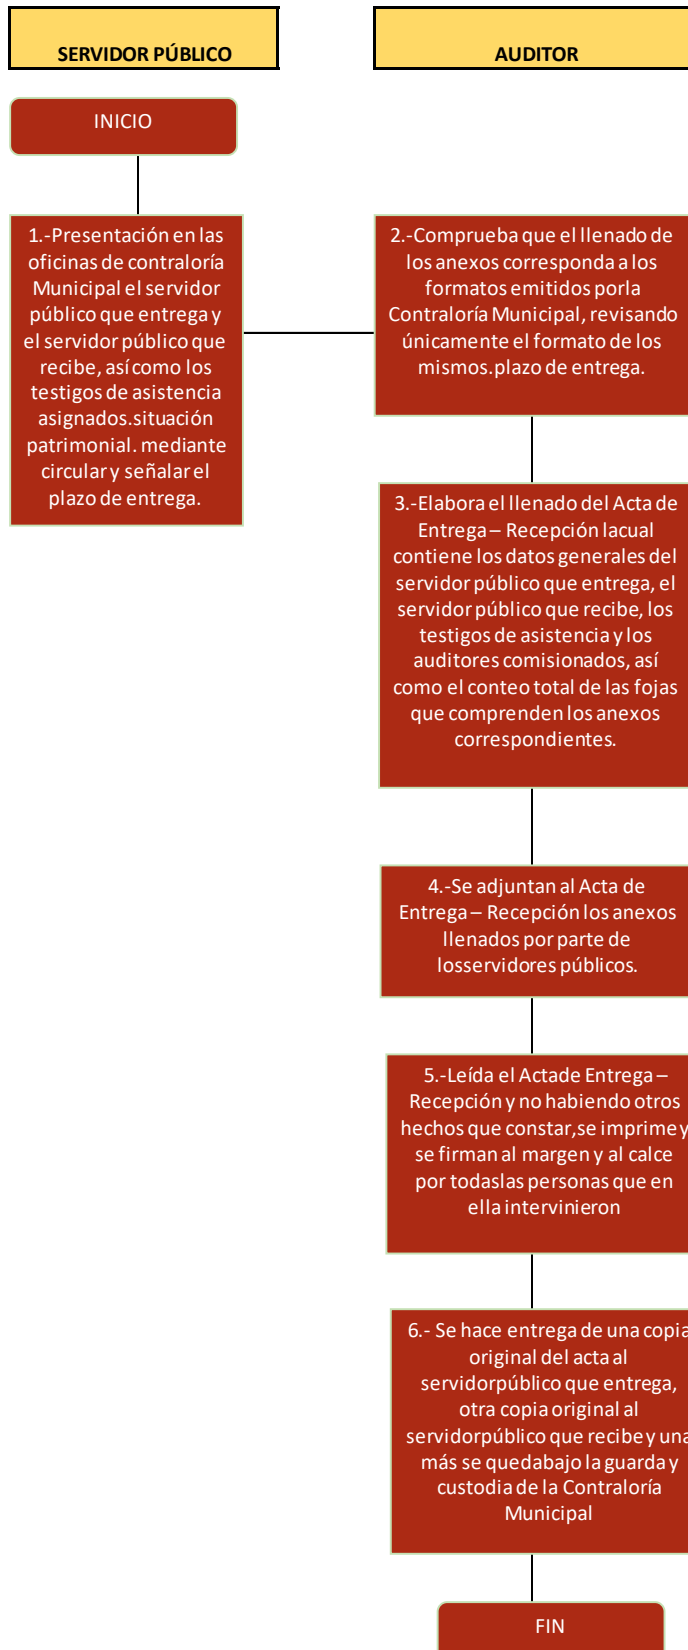 SERVIDOR PÚBLICO
AUDITOR
INICIO
1.-Presentación en las
oficinas de contraloría
Municipal el servidor
público que entrega y
el servidor público que
recibe, así como los
testigos de asistencia
asignados.situación
patrimonial. mediante
circular y señalar el
plazo de entrega.
2.-Comprueba que el llenado de
los anexos corresponda a los
formatos emitidos porla
Contraloría Municipal, revisando
únicamente el formato de los
mismos.plazo de entrega.
3.-Elabora el llenado del Acta de
Entrega – Recepción lacual
contiene los datos generales del
servidor público que entrega, el
servidor público que recibe, los
testigos de asistencia y los
auditores comisionados, así
como el conteo total de las fojas
que comprenden los anexos
correspondientes.
4.-Se adjuntan al Acta de
Entrega – Recepción los anexos
llenados por parte de
losservidores públicos.
5.-Leída el Actade Entrega –
Recepción y no habiendo otros
hechos que constar,se imprime y
se firman al margen y al calce
por todaslas personas que en
ella intervinieron
6.- Se hace entrega de una copia
original del acta al
servidorpúblico que entrega,
otra copia original al
servidorpúblico que recibe y una
más se quedabajo la guarda y
custodia de la Contraloría
Municipal
FIN